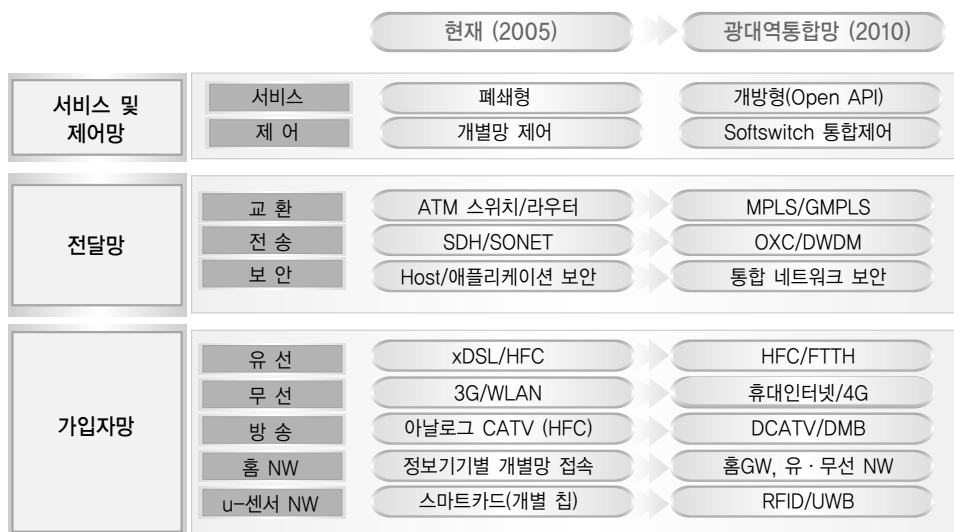 현재 (2005) 광대역통합망 (2010)
서비스 및
제어망
서비스 폐쇄형 개방형(Open API)
제 어 개별망 제어 Softswitch 통합제어
전달망
교 환 ATM 스위치/라우터 MPLS/GMPLS
전 송 SDH/SONET OXC/DWDM
보 안 Host/애플리케이션 보안 통합 네트워크 보안
가입자망
유 선 xDSL/HFC HFC/FTTH
무 선 3G/WLAN 휴대인터넷/4G
방 송 아날로그 CATV (HFC) DCATV/DMB
홈 NW 정보기기별 개별망 접속 홈GW, 유 · 무선 NW
u-센서 NW 스마트카드(개별 칩) RFID/UWB